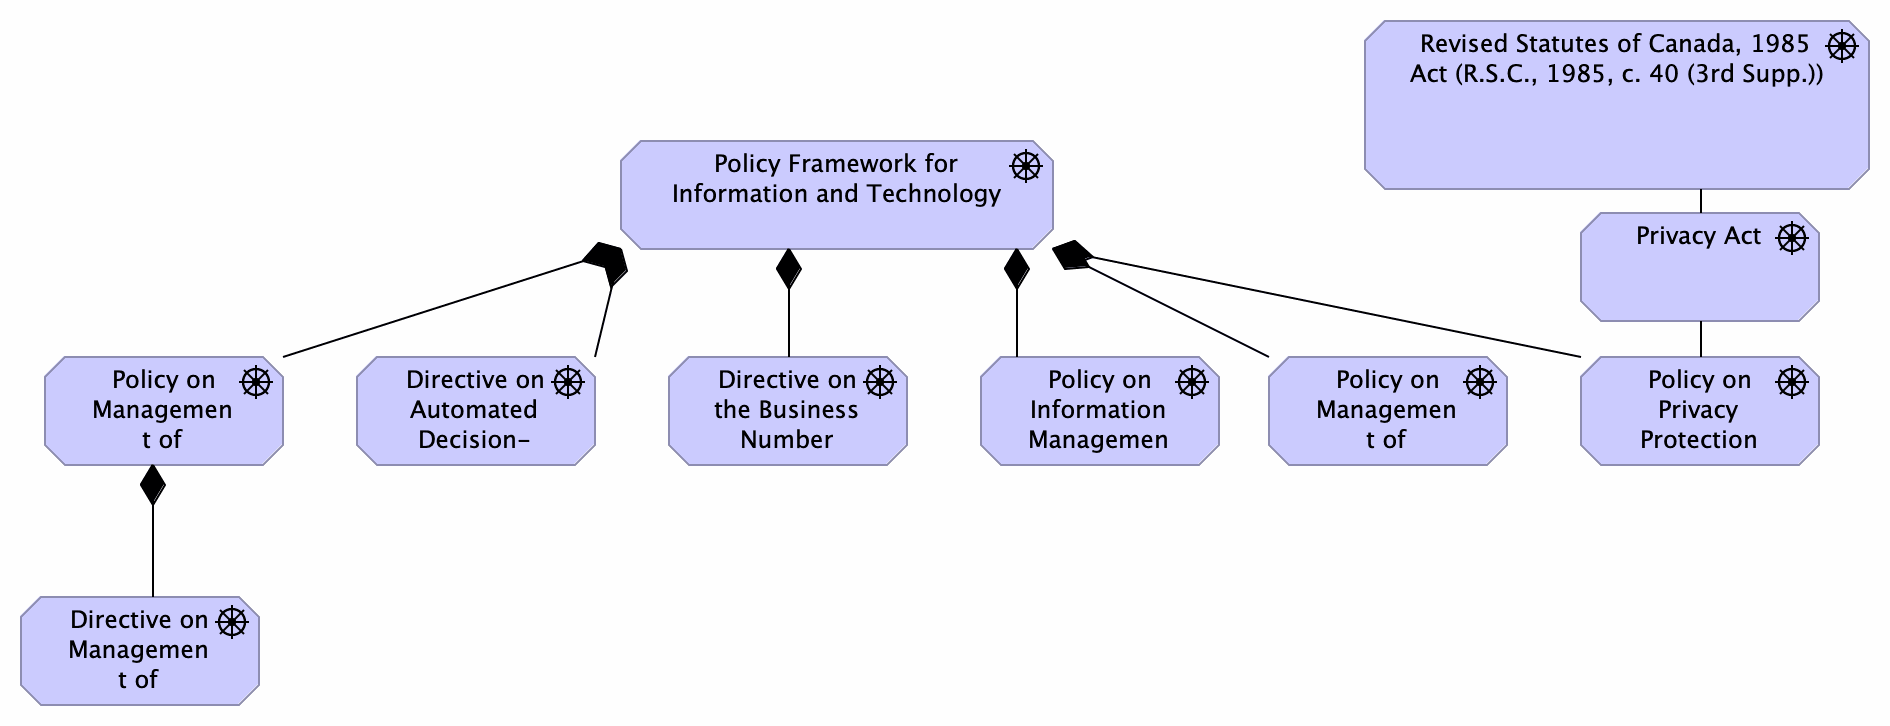 Revised Statutes of Canada, 1985
Act (R.S.C., 1985, c. 40 (3rd Supp.))
Policy Framework for
Information and Technology
Privacy Act
Policy on
Managemen
t of
Directive on
Automated
Decision-
Directive on
the Business
Number
Policy on
Information
Managemen
Policy on
Managemen
t of
Policy on
Privacy
Protection
Directive on
Managemen
t of